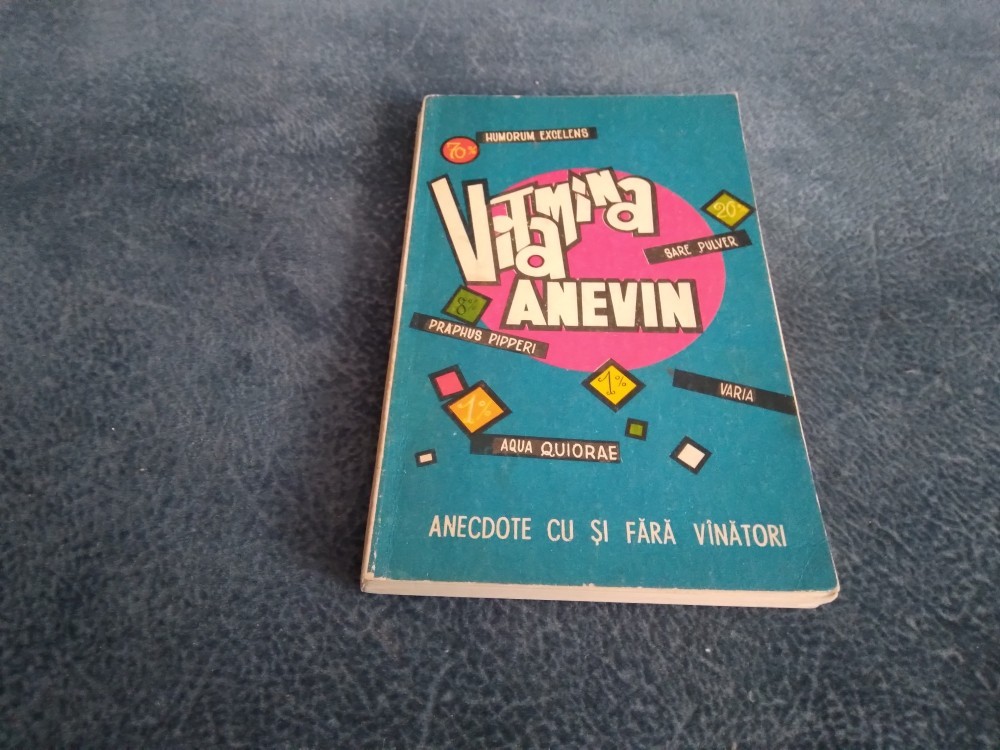 70%
HUMORUM EXCELENS
Vitamina
20%
SARE PULVER
ANEVIN
8%
PRAPHUS PIPPERI
1%
VARIA
1%
AQUA QUIORAE
ANECDOTE CU ȘI FĂRĂ VÎNĂTORI